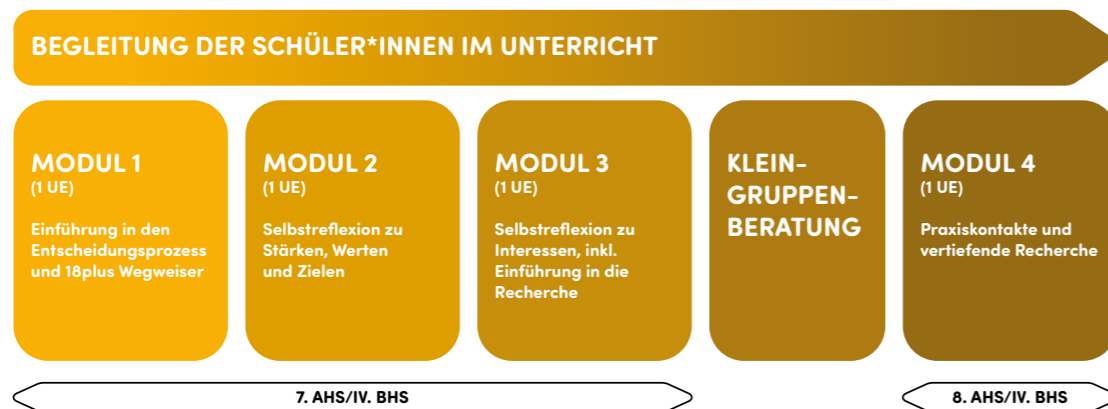 BEGLEITUNG DER SCHÜLER*INNEN IM UNTERRICHT
MODUL 1
(1 UE)
Einführung in den
Entscheidungsprozess
und 18plus Wegweiser
MODUL 2
(1 UE)
Selbstreflexion zu
Stärken, Werten
und Zielen
MODUL 3
(1 UE)
Selbstreflexion zu
Interessen, inkl.
Einführung in die
Recherche
KLEIN-
GRUPPEN-
BERATUNG
MODUL 4
(1 UE)
Praxiskontakte und
vertiefende Recherche
7. AHS/IV. BHS
8. AHS/IV. BHS